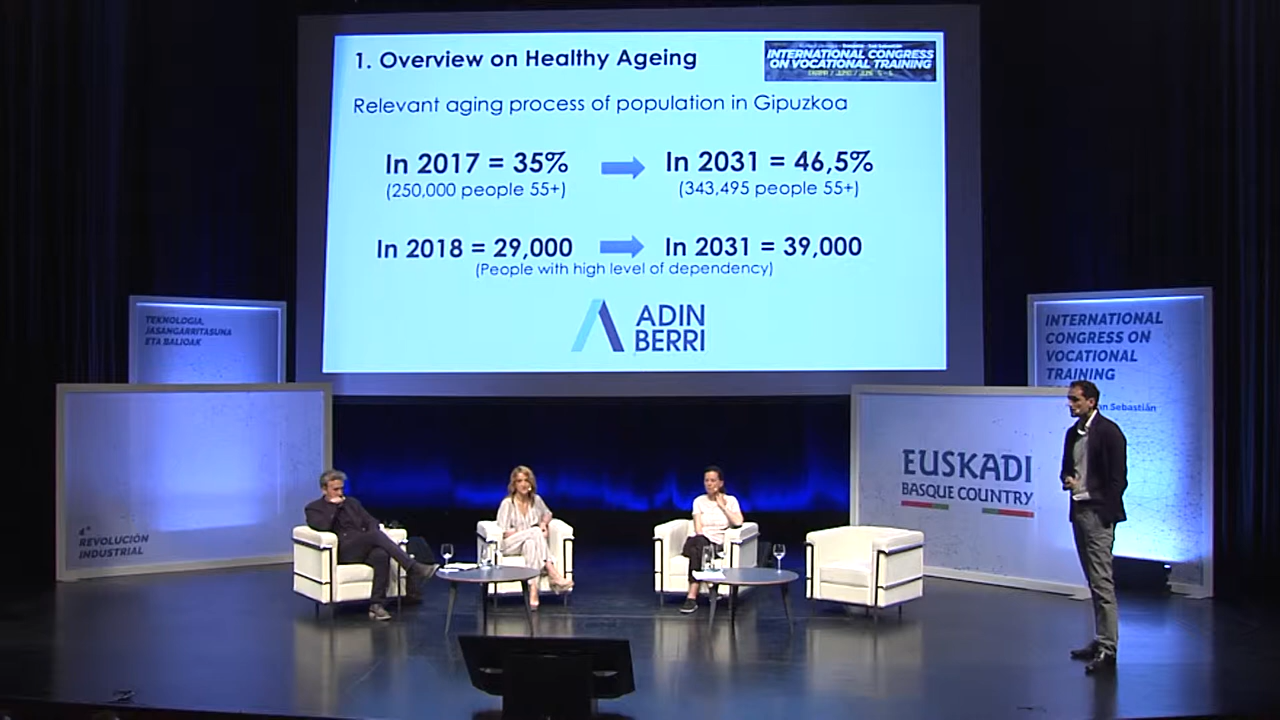 1. Overview on Healthy Ageing
INTERNATIONAL CONGRESS
ON VOCATIONAL TRAINING
Relevant aging process of population in Gipuzkoa
In 2017 = 35%
In 2031 = 46,5%
(250,000 people 55+)
(343,495 people 55+)
In 2018 = 29,000
In 2031 = 39,000
(People with high level of dependency)
ADIN
BERRI
TEKNOLOGIA,
JASANGARRITASUNA
ETA BALIOAK
4ª
REVOLUCIÓN
INDUSTRIAL
INTERNATIONAL
CONGRESS ON
VOCATIONAL
TRAINING
Sebastián
EUSKADI
BASQUE COUNTRY